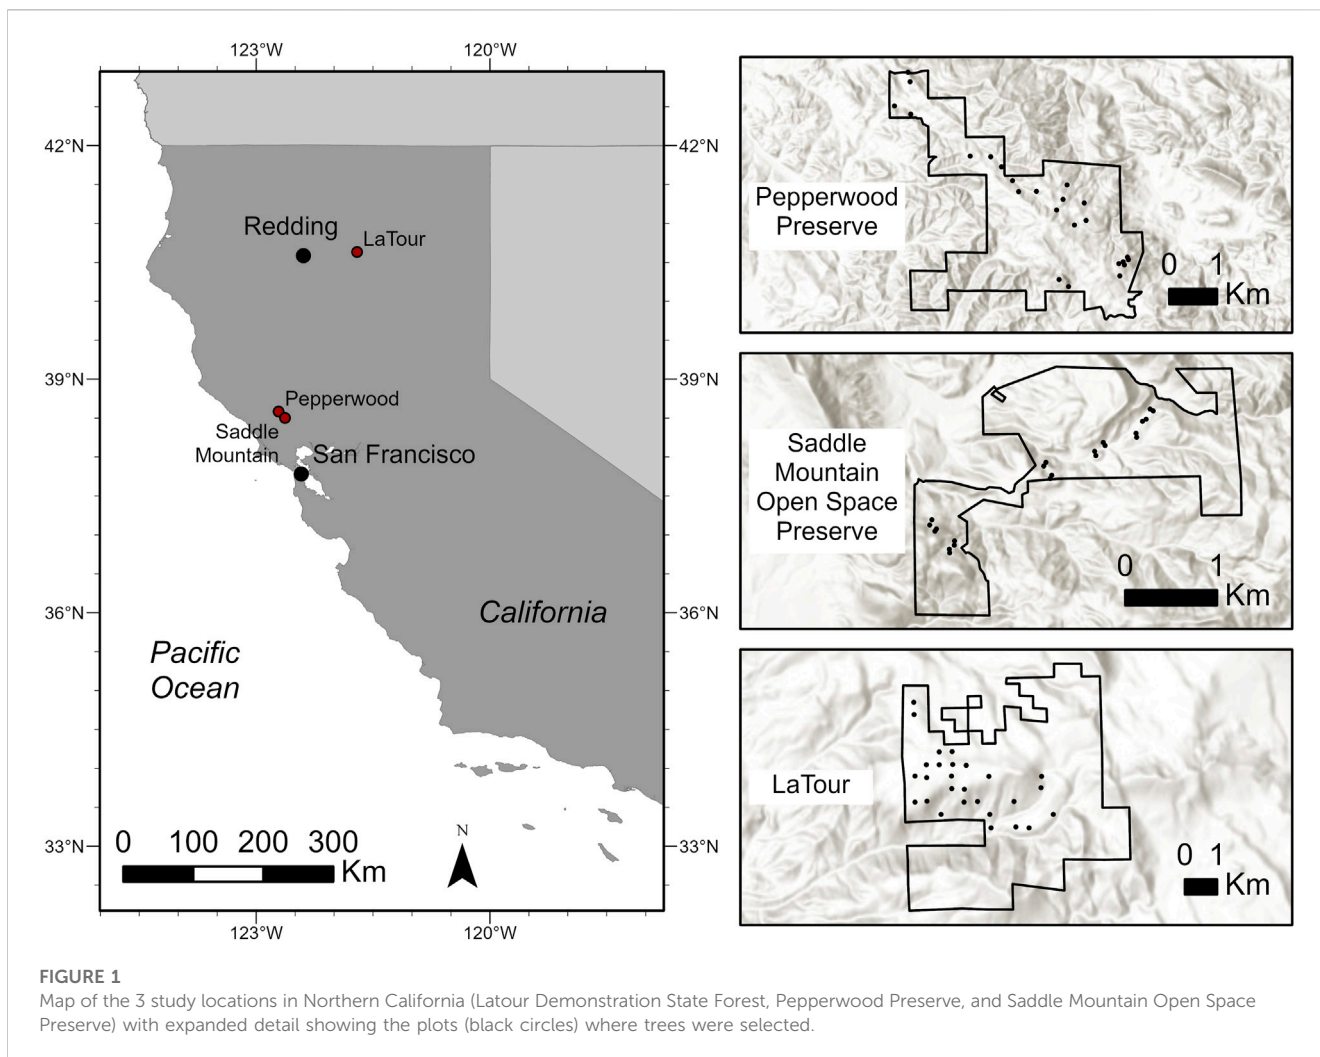 123°W
120°W
42°N
42°N
Redding
LaTour
39°N
39°N
Pepperwood
Saddle
Mountain
San Francisco
36°N
36°N
California
Pacific
Ocean
N
0 100 200 300
Km
33°N
33°N
123°W
120°W
Pepperwood
Preserve
0 1
Km
Saddle
Mountain
Open Space
Preserve
0 1
Km
LaTour
0 1
Km
FIGURE 1
Map of the 3 study locations in Northern California (Latour Demonstration State Forest, Pepperwood Preserve, and Saddle Mountain Open Space
Preserve) with expanded detail showing the plots (black circles) where trees were selected.